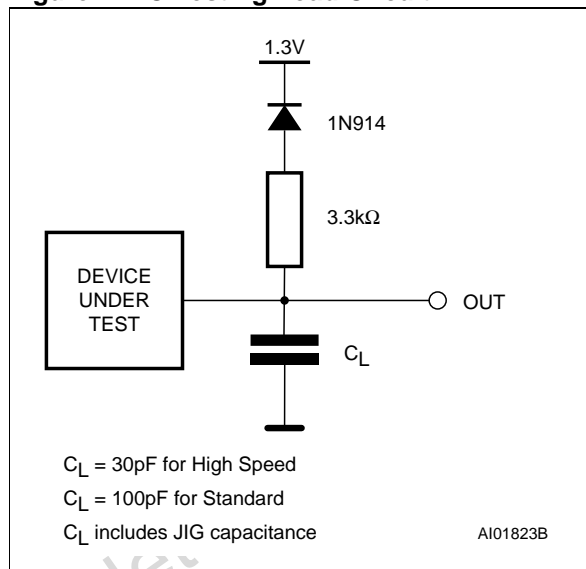 1.3V
1N914
3.3kΩ
DEVICE
UNDER
TEST
OUT
CL
CL = 30pF for High Speed
CL = 100pF for Standard
CL includes JIG capacitance
AI01823B